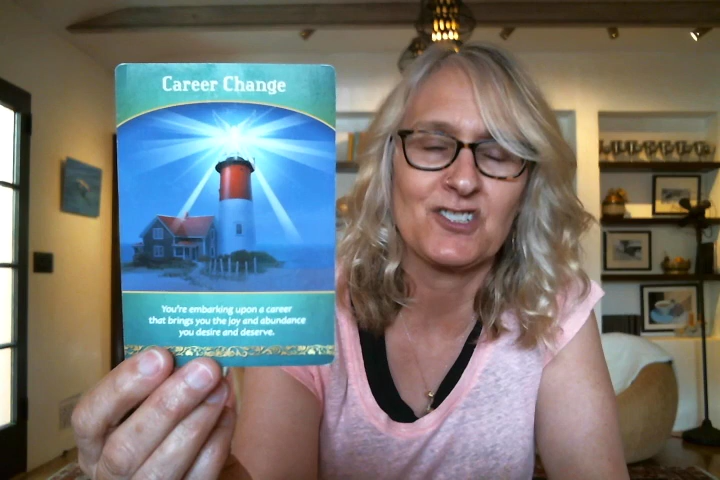 Career Change
You're embarking upon a career
that brings you the joy and abundance
you desire and deserve.